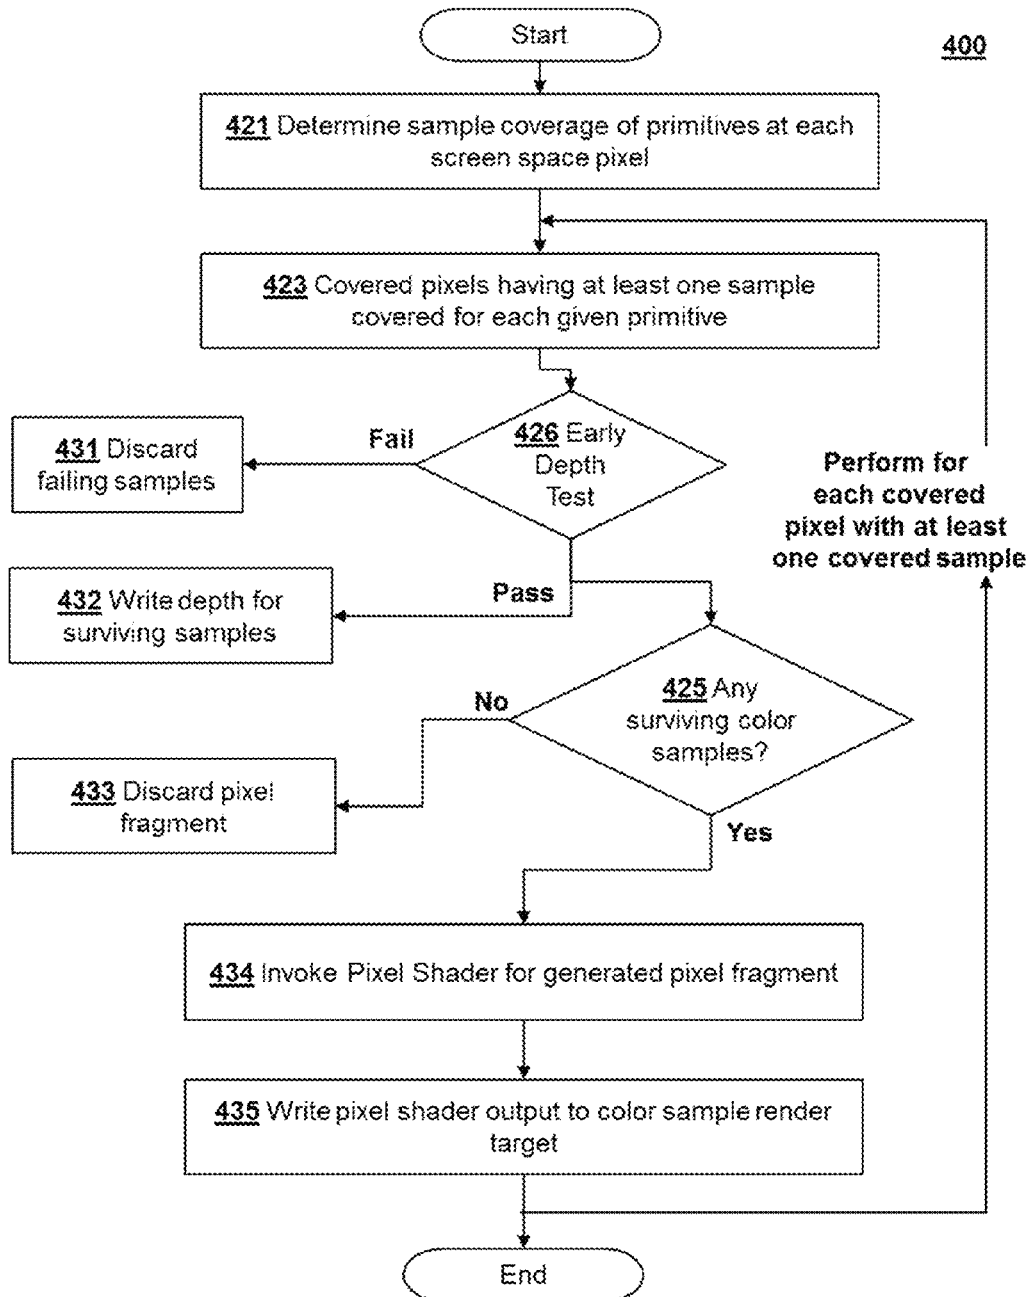 Start
400
421 Determine sample coverage of primitives at each
screen space pixel
423 Covered pixels having at least one sample
covered for each given primitive
Fail
426 Early
Depth
Test
431 Discard
failing samples
Perform for
each covered
pixel with at least
one covered sample
Pass
432 Write depth for
surviving samples
425 Any
surviving color
samples?
No
433 Discard pixel
fragment
Yes
434 Invoke Pixel Shader for generated pixel fragment
435 Write pixel shader output to color sample render
target
End